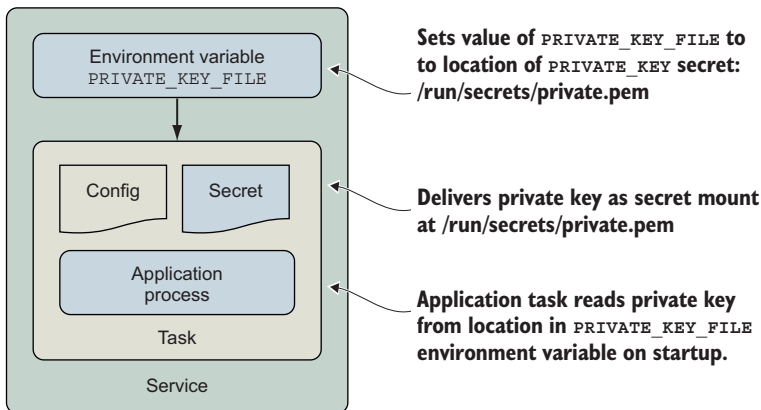 Environment variable
PRIVATE_KEY_FILE
Sets value of PRIVATE_KEY_FILE to
to location of PRIVATE_KEY secret:
/run/secrets/private.pem
Config
Secret
Delivers private key as secret mount
at /run/secrets/private.pem
Application
process
Application task reads private key
from location in PRIVATE_KEY_FILE
environment variable on startup.
Task
Service